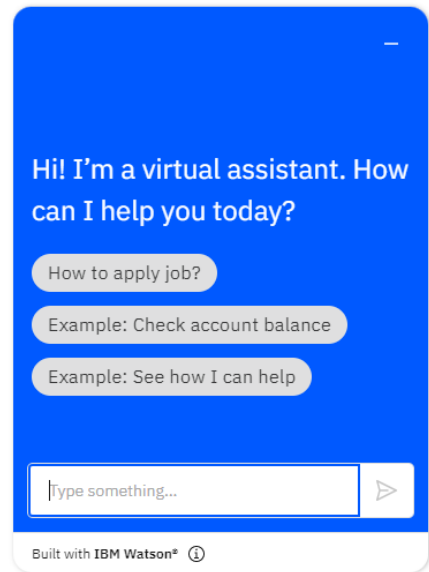 Hi! I’m a virtual assistant. How
can I help you today?
How to apply job?
Example: Check account balance
Example: See how I can help
Type something...
Built with IBM Watson®